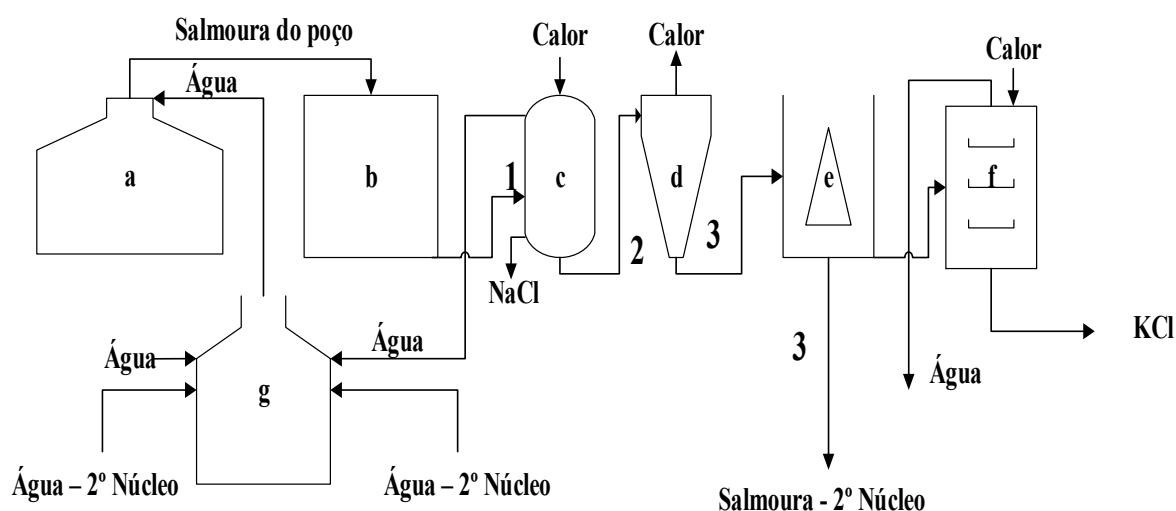 Salmoura do poço
Calor
Calor
Calor
Água
a
b
1
c
d
e
f
2
3
NaCl
Água
Água
g
3
Água
KCl
Água – 2º Núcleo
Água – 2º Núcleo
Salmoura - 2º Núcleo